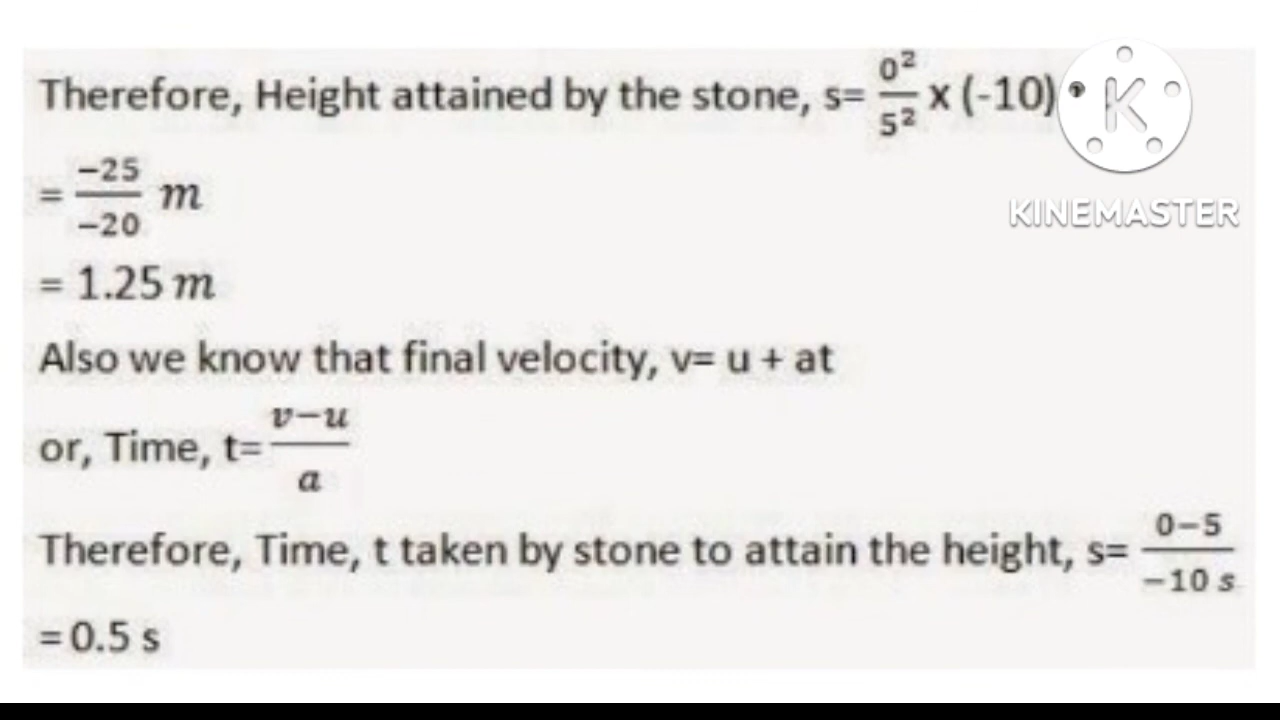 Therefore, Height attained by the stone, s= 0²/5² x (-10)
= −25/−20 m
= 1.25 m
Also we know that final velocity, v= u + at
or, Time, t= v−u/a
Therefore, Time, t taken by stone to attain the height, s= 0−5/−10 s
= 0.5 s
K
KINEMASTER